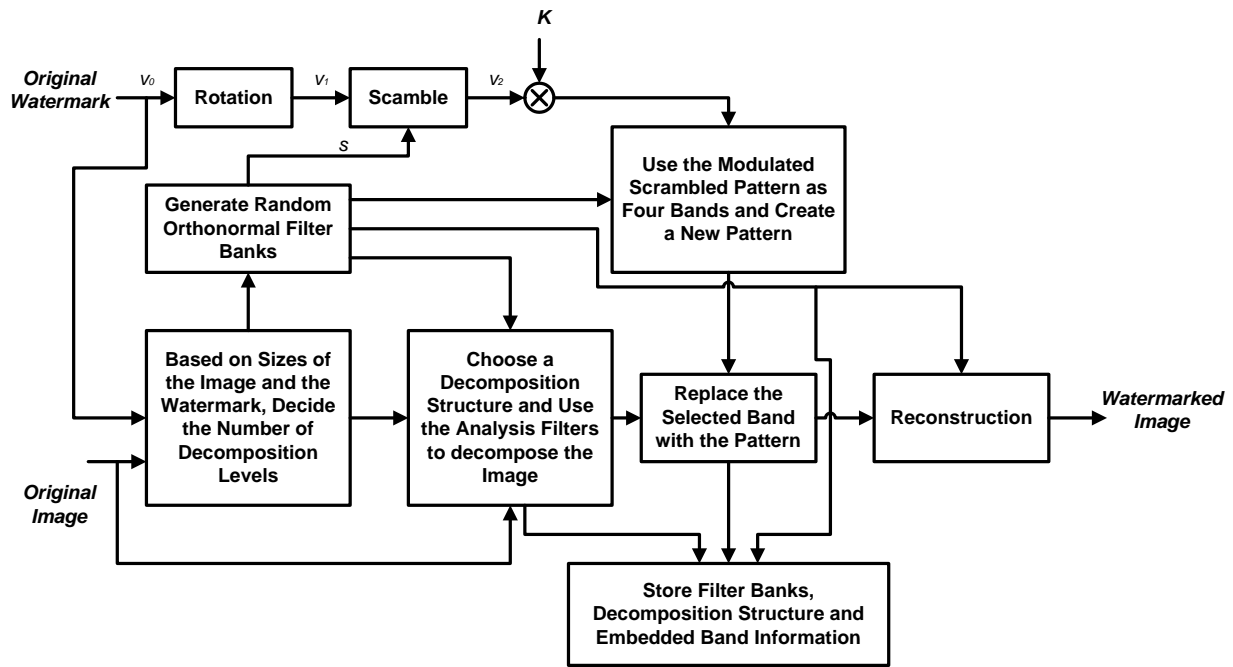 K
Original
Watermark
v0
Rotation
v1
Scamble
v2
s
Use the Modulated
Scrambled Pattern as
Four Bands and Create
a New Pattern
Generate Random
Orthonormal Filter
Banks
Based on Sizes of
the Image and the
Watermark, Decide
the Number of
Decomposition
Levels
Choose a
Decomposition
Structure and Use
the Analysis Filters
to decompose the
Image
Replace the
Selected Band
with the Pattern
Reconstruction
Watermarked
Image
Original
Image
Store Filter Banks,
Decomposition Structure and
Embedded Band Information